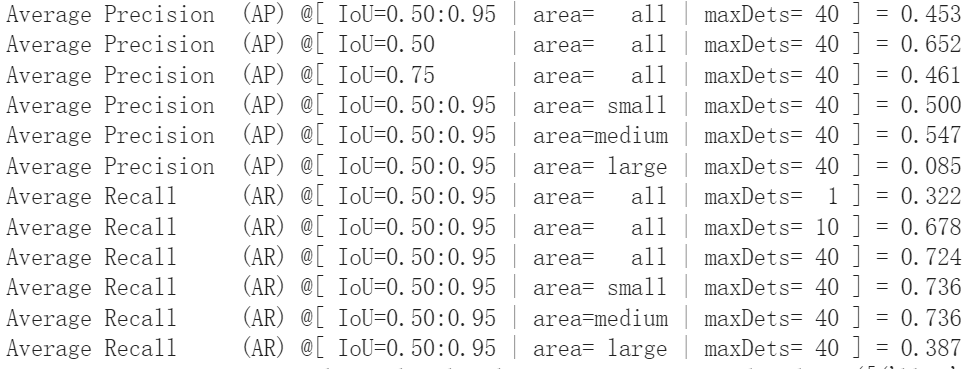 Average Precision (AP) @[ IoU=0.50:0.95 | area= all | maxDets= 40 ] = 0.453
Average Precision (AP) @[ IoU=0.50 | area= all | maxDets= 40 ] = 0.652
Average Precision (AP) @[ IoU=0.75 | area= all | maxDets= 40 ] = 0.461
Average Precision (AP) @[ IoU=0.50:0.95 | area= small | maxDets= 40 ] = 0.500
Average Precision (AP) @[ IoU=0.50:0.95 | area=medium | maxDets= 40 ] = 0.547
Average Precision (AP) @[ IoU=0.50:0.95 | area= large | maxDets= 40 ] = 0.085
Average Recall (AR) @[ IoU=0.50:0.95 | area= all | maxDets= 1 ] = 0.322
Average Recall (AR) @[ IoU=0.50:0.95 | area= all | maxDets= 10 ] = 0.678
Average Recall (AR) @[ IoU=0.50:0.95 | area= all | maxDets= 40 ] = 0.724
Average Recall (AR) @[ IoU=0.50:0.95 | area= small | maxDets= 40 ] = 0.736
Average Recall (AR) @[ IoU=0.50:0.95 | area=medium | maxDets= 40 ] = 0.736
Average Recall (AR) @[ IoU=0.50:0.95 | area= large | maxDets= 40 ] = 0.387